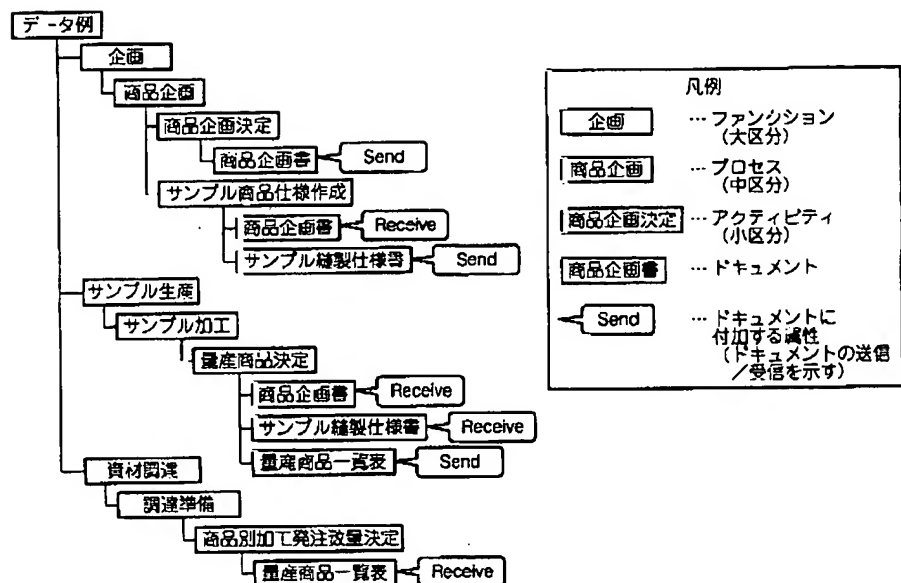 データ例
企画
商品企画
商品企画決定
商品企画書 Send
サンプル商品仕様作成
商品企画書 Receive
サンプル縫製仕様書 Send
サンプル生産
サンプル加工
量産商品決定
商品企画書 Receive
サンプル縫製仕様書 Receive
量産商品一覧表 Send
資材調達
調達準備
商品別加工発注数量決定
量産商品一覧表 Receive
凡例
企画 …ファンクション
(大区分)
商品企画 …プロセス
(中区分)
商品企画決定 …アクティビティ
(小区分)
商品企画書 …ドキュメント
Send …ドキュメントに
付加する属性
(ドキュメントの送信
/受信を示す)